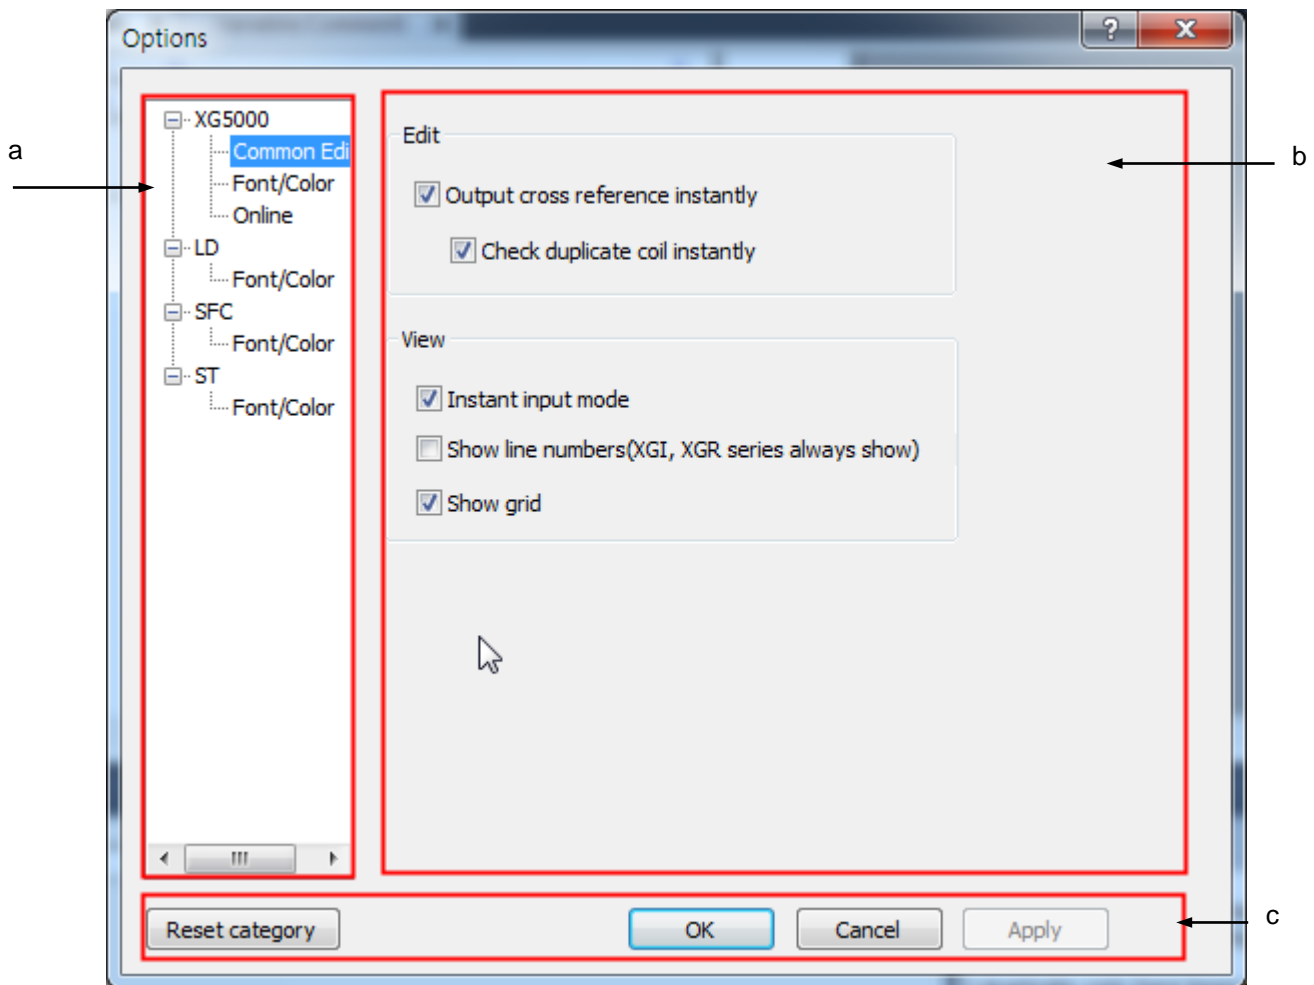 Options
?
a
XG5000
Common Edi
Font/Color
Online
LD
Font/Color
SFC
Font/Color
ST
Font/Color
b
Edit
Output cross reference instantly
Check duplicate coil instantly
View
Instant input mode
Show line numbers(XGI, XGR series always show)
Show grid
Reset category
OK
Cancel
Apply
c